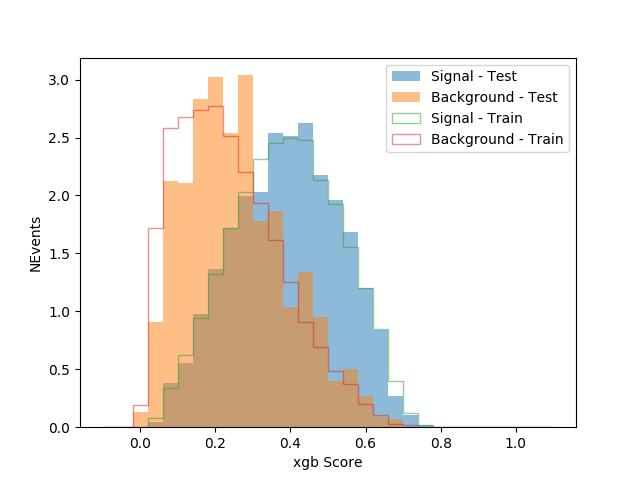 Signal - Test
Background - Test
Signal - Train
Background - Train
3.0
2.5
2.0
1.5
1.0
0.5
0.0
NEvents
0.0 0.2 0.4 0.6 0.8 1.0
xgb Score